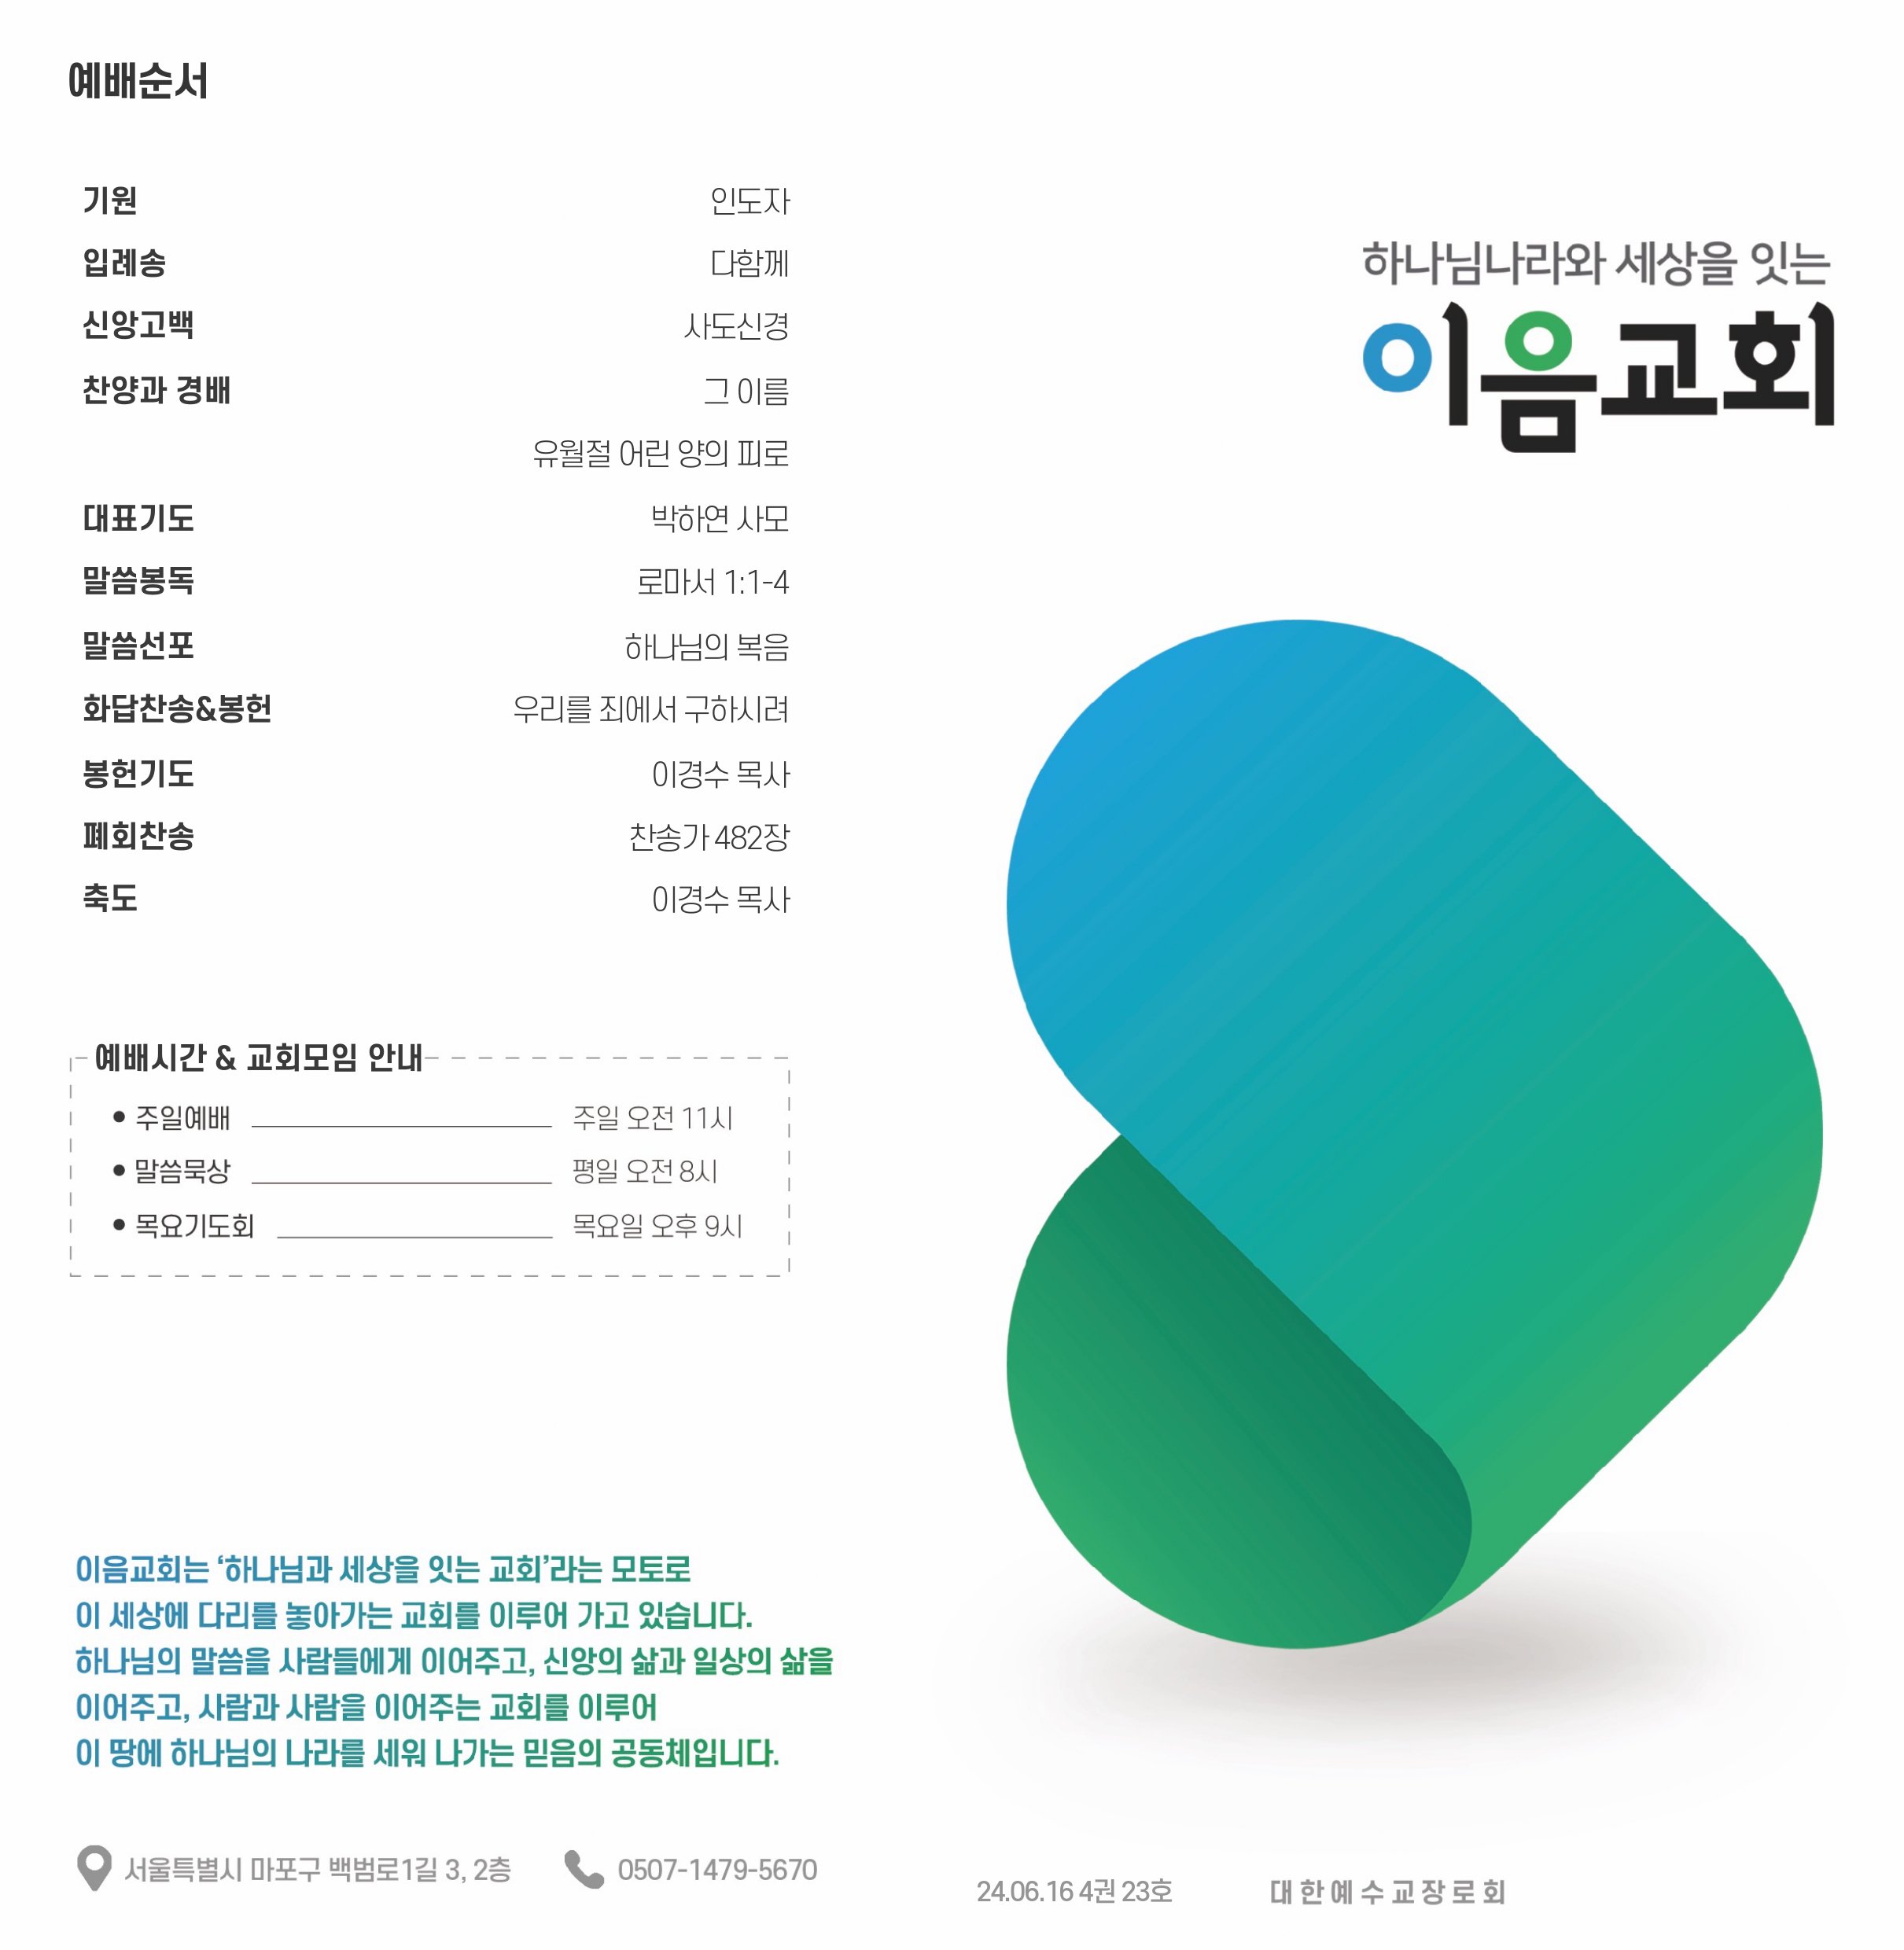 예배순서
기원 인도자
입례송 다함께
신앙고백 사도신경
찬양과 경배 그 이름
유월절 어린 양의 피로
대표기도 박하연 사모
말씀봉독 로마서 1:1-4
말씀선포 하나님의 복음
화답찬송&봉헌 우리를 죄에서 구하시려
봉헌기도 이경수 목사
폐회찬송 찬송가 482장
축도 이경수 목사
예배시간 & 교회모임 안내
• 주일예배 주일 오전 11시
• 말씀묵상 평일 오전 8시
• 목요기도회 목요일 오후 9시
이음교회는 ‘하나님과 세상을 잇는 교회’라는 모토로
이 세상에 다리를 놓아가는 교회를 이루어 가고 있습니다.
하나님의 말씀을 사람들에게 이어주고, 신앙의 삶과 일상의 삶을
이어주고, 사람과 사람을 이어주는 교회를 이루어
이 땅에 하나님의 나라를 세워 나가는 믿음의 공동체입니다.
서울특별시 마포구 백범로1길 3, 2층 0507-1479-5670
하나님나라와 세상을 잇는
이음교회
24.06.16 4권 23호 대한예수교장로회